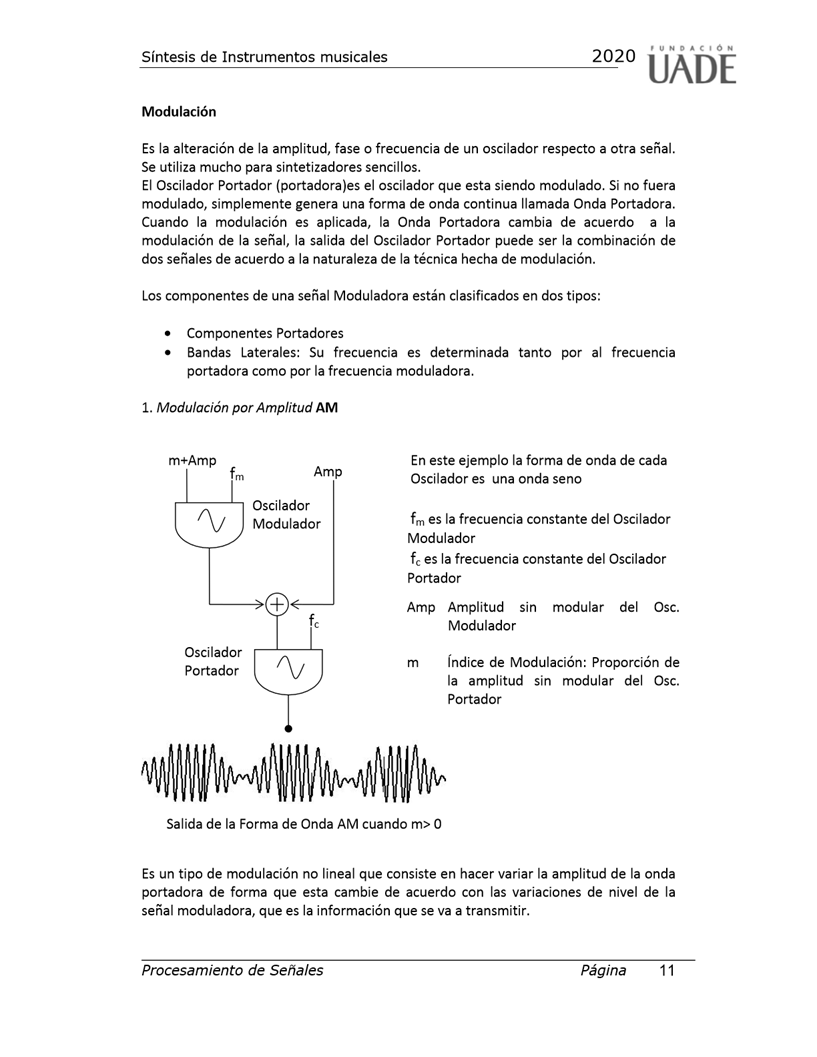 Síntesis de Instrumentos musicales 2020 FUNDACIÓN UADE
Modulación
Es la alteración de la amplitud, fase o frecuencia de un oscilador respecto a otra señal.
Se utiliza mucho para sintetizadores sencillos.
El Oscilador Portador (portadora)es el oscilador que esta siendo modulado. Si no fuera
modulado, simplemente genera una forma de onda continua llamada Onda Portadora.
Cuando la modulación es aplicada, la Onda Portadora cambia de acuerdo a la
modulación de la señal, la salida del Oscilador Portador puede ser la combinación de
dos señales de acuerdo a la naturaleza de la técnica hecha de modulación.
Los componentes de una señal Moduladora están clasificados en dos tipos:
• Componentes Portadores
• Bandas Laterales: Su frecuencia es determinada tanto por al frecuencia
portadora como por la frecuencia moduladora.
1. Modulación por Amplitud AM
m+Amp
fm
Amp
Oscilador
Modulador
+
fc
Oscilador
Portador
En este ejemplo la forma de onda de cada
Oscilador es una onda seno
fm es la frecuencia constante del Oscilador
Modulador
fc es la frecuencia constante del Oscilador
Portador
Amp Amplitud sin modular del Osc.
Modulador
m Índice de Modulación: Proporción de
la amplitud sin modular del Osc.
Portador
Salida de la Forma de Onda AM cuando m> 0
Es un tipo de modulación no lineal que consiste en hacer variar la amplitud de la onda
portadora de forma que esta cambie de acuerdo con las variaciones de nivel de la
señal moduladora, que es la información que se va a transmitir.
Procesamiento de Señales Página 11